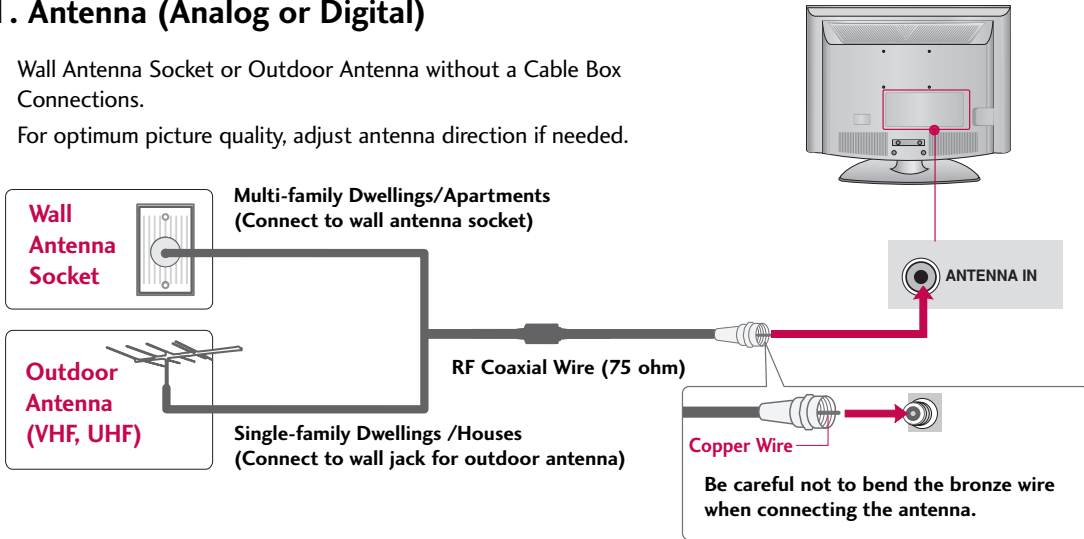 1. Antenna (Analog or Digital)
Wall Antenna Socket or Outdoor Antenna without a Cable Box
Connections.
For optimum picture quality, adjust antenna direction if needed.
Wall
Antenna
Socket
Multi-family Dwellings/Apartments
(Connect to wall antenna socket)
ANTENNA IN
RF Coaxial Wire (75 ohm)
Outdoor
Antenna
(VHF, UHF)
Single-family Dwellings /Houses
(Connect to wall jack for outdoor antenna)
Copper Wire
Be careful not to bend the bronze wire
when connecting the antenna.